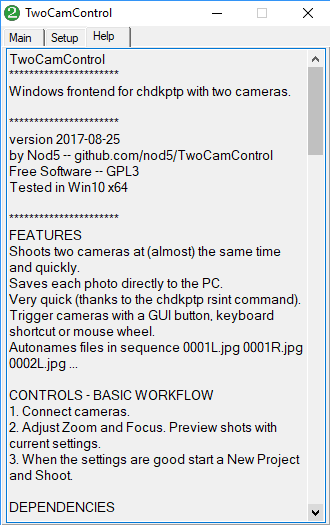 2 TwoCamControl
Main Setup Help
TwoCamControl
**********************
Windows frontend for chdkptp with two cameras.
**********************
version 2017-08-25
by Nod5 -- github.com/nod5/TwoCamControl
Free Software -- GPL3
Tested in Win10 x64
**********************
FEATURES
Shoots two cameras at (almost) the same time
and quickly.
Saves each photo directly to the PC.
Very quick (thanks to the chdkptp rsint command).
Trigger cameras with a GUI button, keyboard
shortcut or mouse wheel.
Autonames files in sequence 0001L.jpg 0001R.jpg
0002L.jpg ...
CONTROLS - BASIC WORKFLOW
1. Connect cameras.
2. Adjust Zoom and Focus. Preview shots with
current settings.
3. When the settings are good start a New Project
and Shoot.
DEPENDENCIES